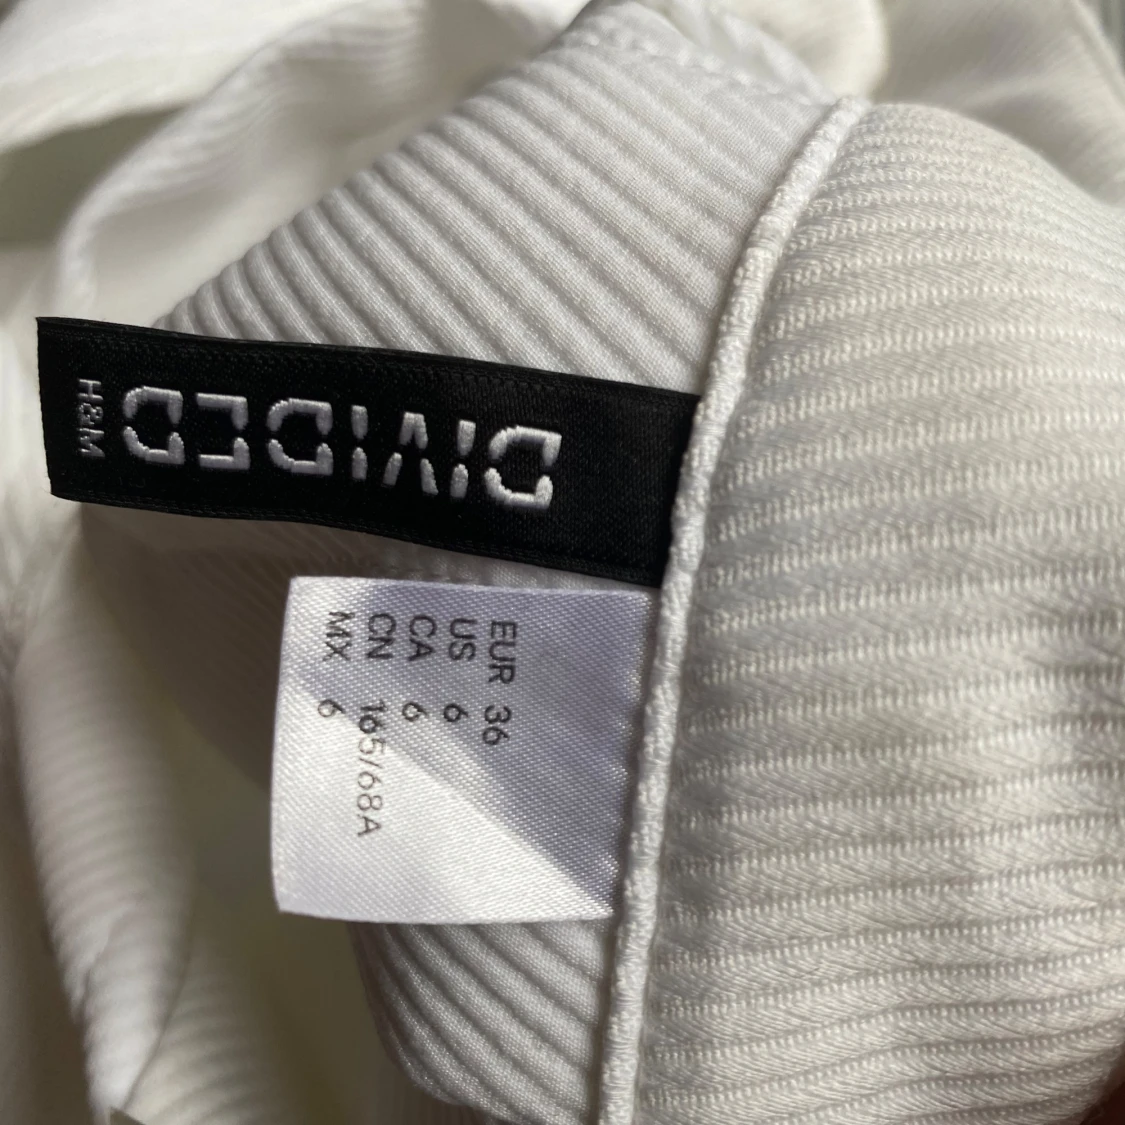 DIVIDED
H&M
EUR 36
US 6
CA 6
CN 165/68A
MX 6